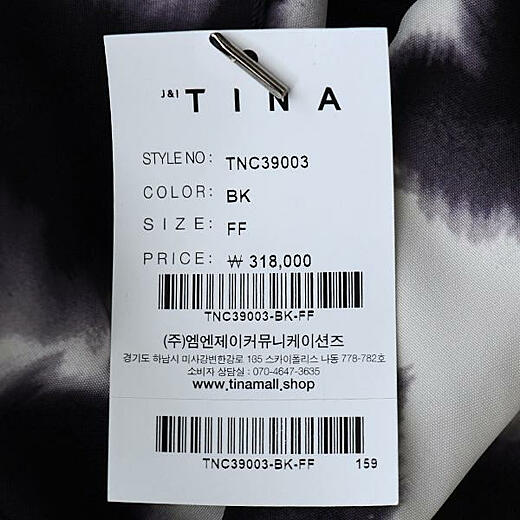 J&I TINA
STYLE NO : TNC39003
COLOR: BK
SIZE: FF
PRICE: ₩ 318,000
TNC39003-BK-FF
(주)엠엔제이커뮤니케이션즈
경기도 하남시 미사강변한강로 135 스카이폴리스 나동 778-782호
소비자 상담실 : 070-4647-3635
www.tinamall.shop
TNC39003-BK-FF 159